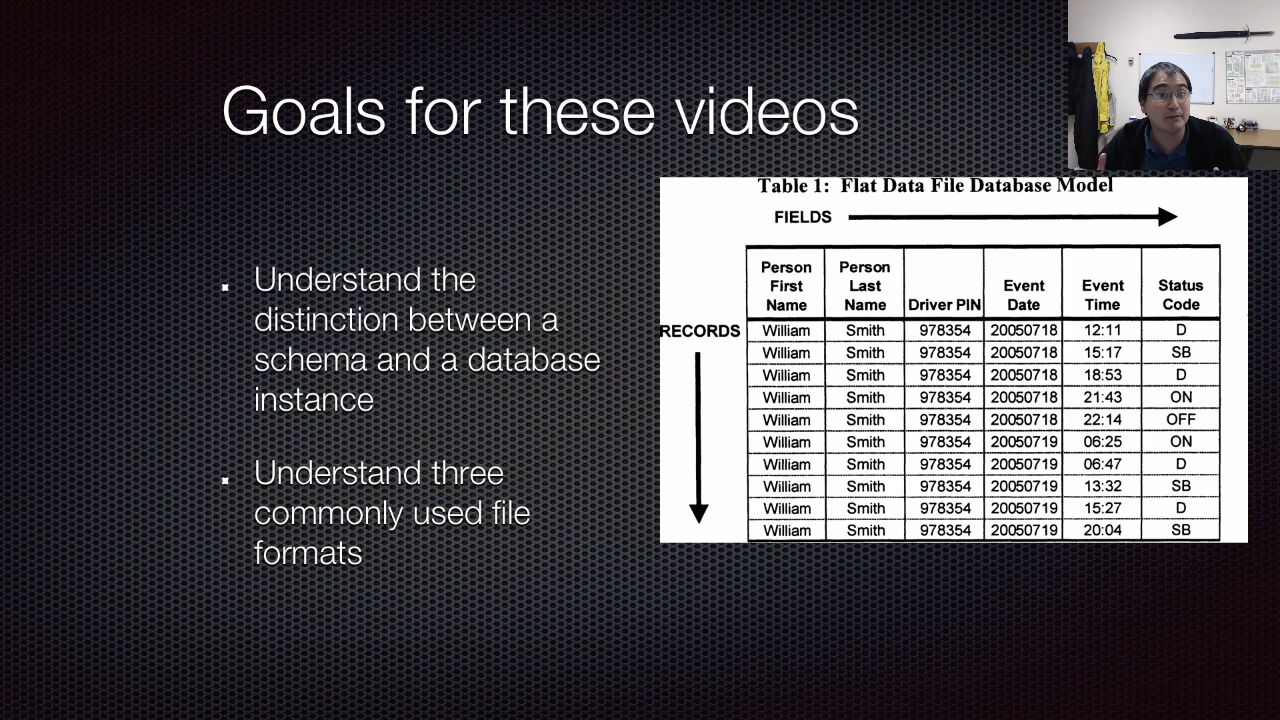 Goals for these videos
Understand the
distinction between a
schema and a database
instance
Understand three
commonly used file
formats
Table 1: Flat Data File Database Model
FIELDS
RECORDS
Person First Name Person Last Name Driver PIN Event Date Event Time Status Code
William Smith 978354 20050718 12:11 D
William Smith 978354 20050718 15:17 SB
William Smith 978354 20050718 18:53 D
William Smith 978354 20050718 21:43 ON
William Smith 978354 20050718 22:14 OFF
William Smith 978354 20050719 06:25 ON
William Smith 978354 20050719 06:47 D
William Smith 978354 20050719 13:32 SB
William Smith 978354 20050719 15:27 D
William Smith 978354 20050719 20:04 SB